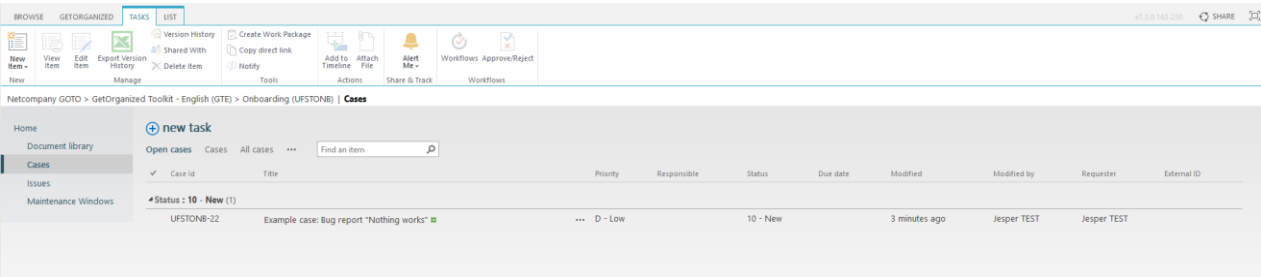 BROWSE GETORGANIZED TASKS LIST v1.3.0.163-230 SHARE
New Item View Item Edit Item Export Version History Version History Shared With Delete Item Create Work Package Copy direct link Notify Add to Timeline Attach File Alert Me Workflows Approve/Reject
New Manage Tools Actions Share & Track Workflows
Netcompany GOTO > GetOrganized Toolkit - English (GTE) > Onboarding (UFSTONB) | Cases
Home
Document library
Cases
Issues
Maintenance Windows
new task
Open cases Cases All cases ••• Find an item
Case Id Title Priority Responsible Status Due date Modified Modified by Requester External ID
Status : 10 - New (1)
UFSTONB-22 Example case: Bug report "Nothing works" ••• D - Low 10 - New 3 minutes ago Jesper TEST Jesper TEST